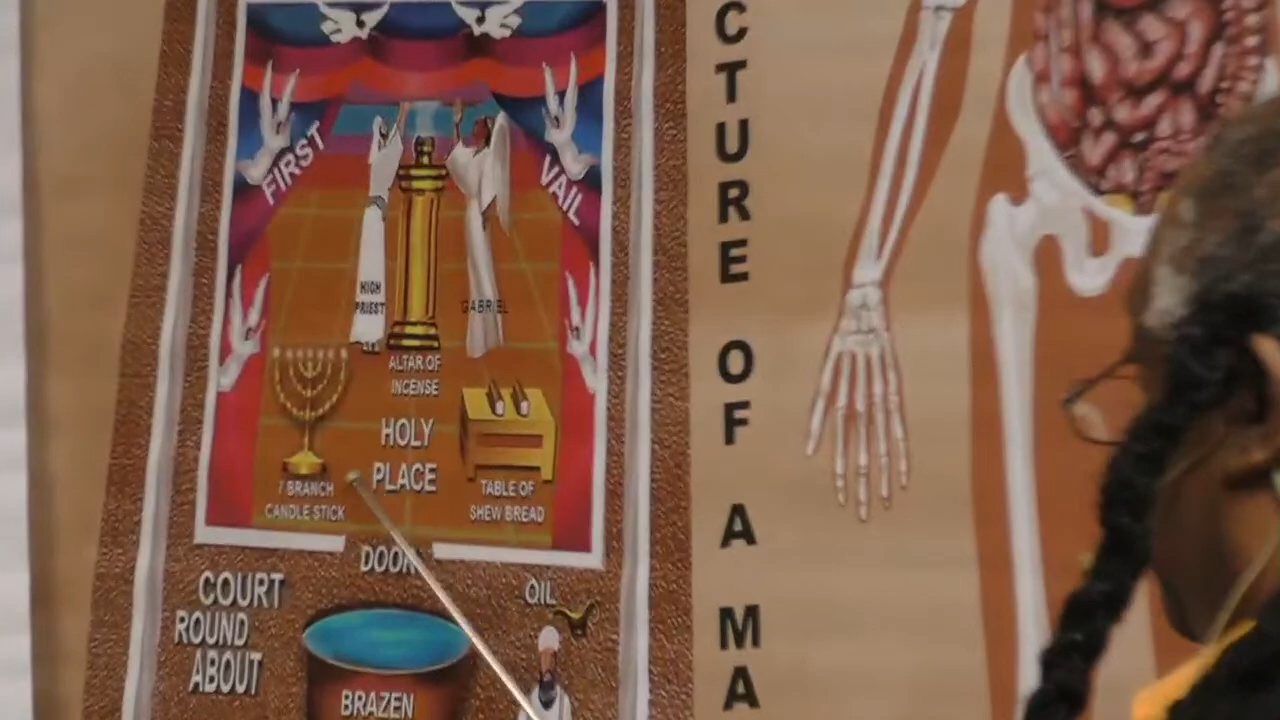 FIRST
VAIL
HIGH
PRIEST
GABRIEL
ALTAR OF
INCENSE
HOLY
PLACE
7 BRANCH
CANDLE STICK
TABLE OF
SHEW BREAD
DOOR
COURT
ROUND
ABOUT
OIL
BRAZEN
CTURE OF A MA